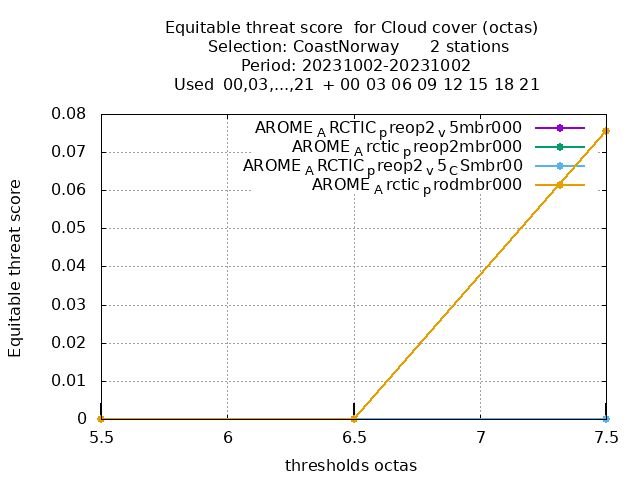 Equitable threat score  for Cloud cover (octas)
Selection: CoastNorway      2 stations
Period: 20231002-20231002
Used  00,03,...,21  + 00 03 06 09 12 15 18 21
0.08
0.07
0.06
0.05
0.04
0.03
0.02
0.01
0
Equitable threat score
AROME_ARCTIC_preop2_v5mbr000
AROME_Arctic_preop2mbr000
AROME_ARCTIC_preop2_v5_CSmbr00
AROME_Arctic_prodmbr000
5.5 6 6.5 7 7.5
thresholds octas